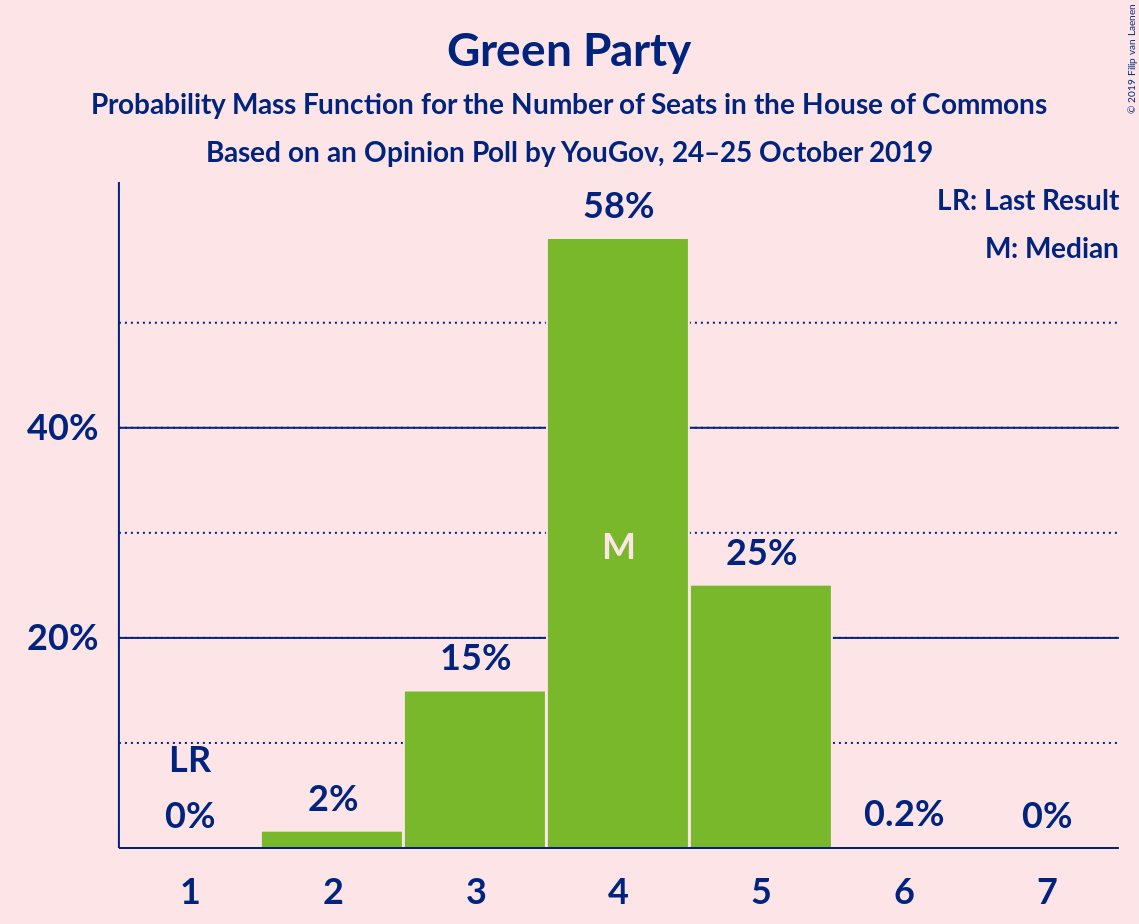 Green Party
Probability Mass Function for the Number of Seats in the House of Commons
Based on an Opinion Poll by YouGov, 24–25 October 2019
© 2019 Filip van Laenen
LR: Last Result
M: Median
58%
40%
M
25%
20%
15%
LR
0%
2%
0.2%
0%
1 2 3 4 5 6 7